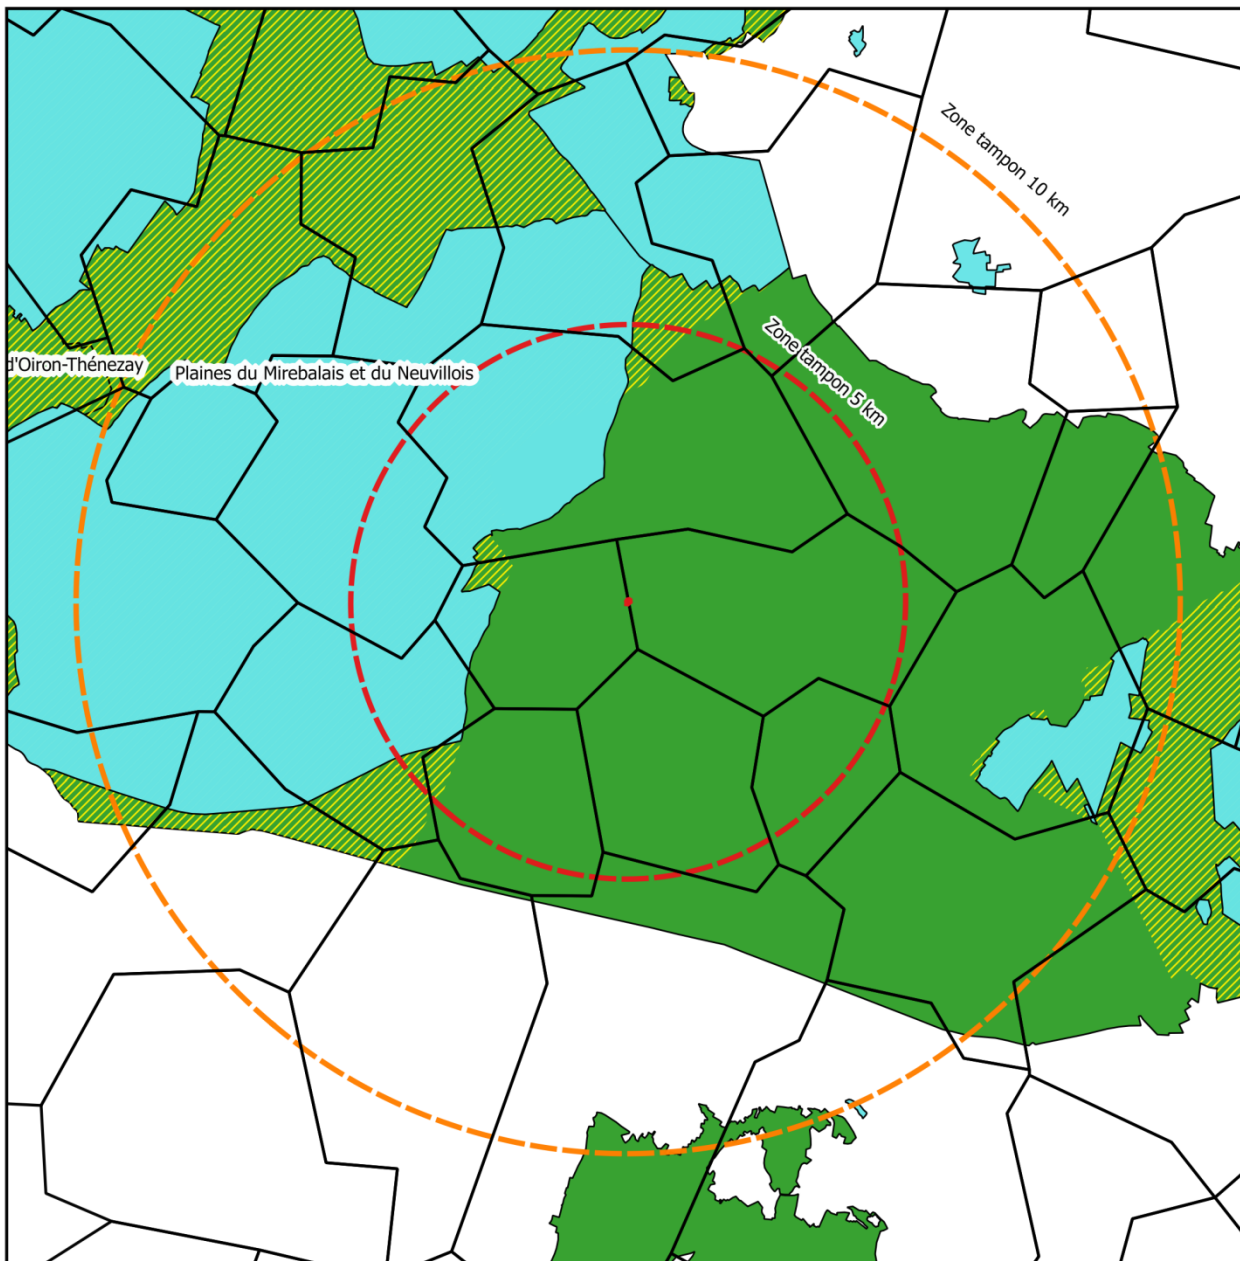 Zone tampon 10 km
Zone tampon 5 km
d'Oiron-Thénezay
Plaines du Mirebalais et du Neuvillois